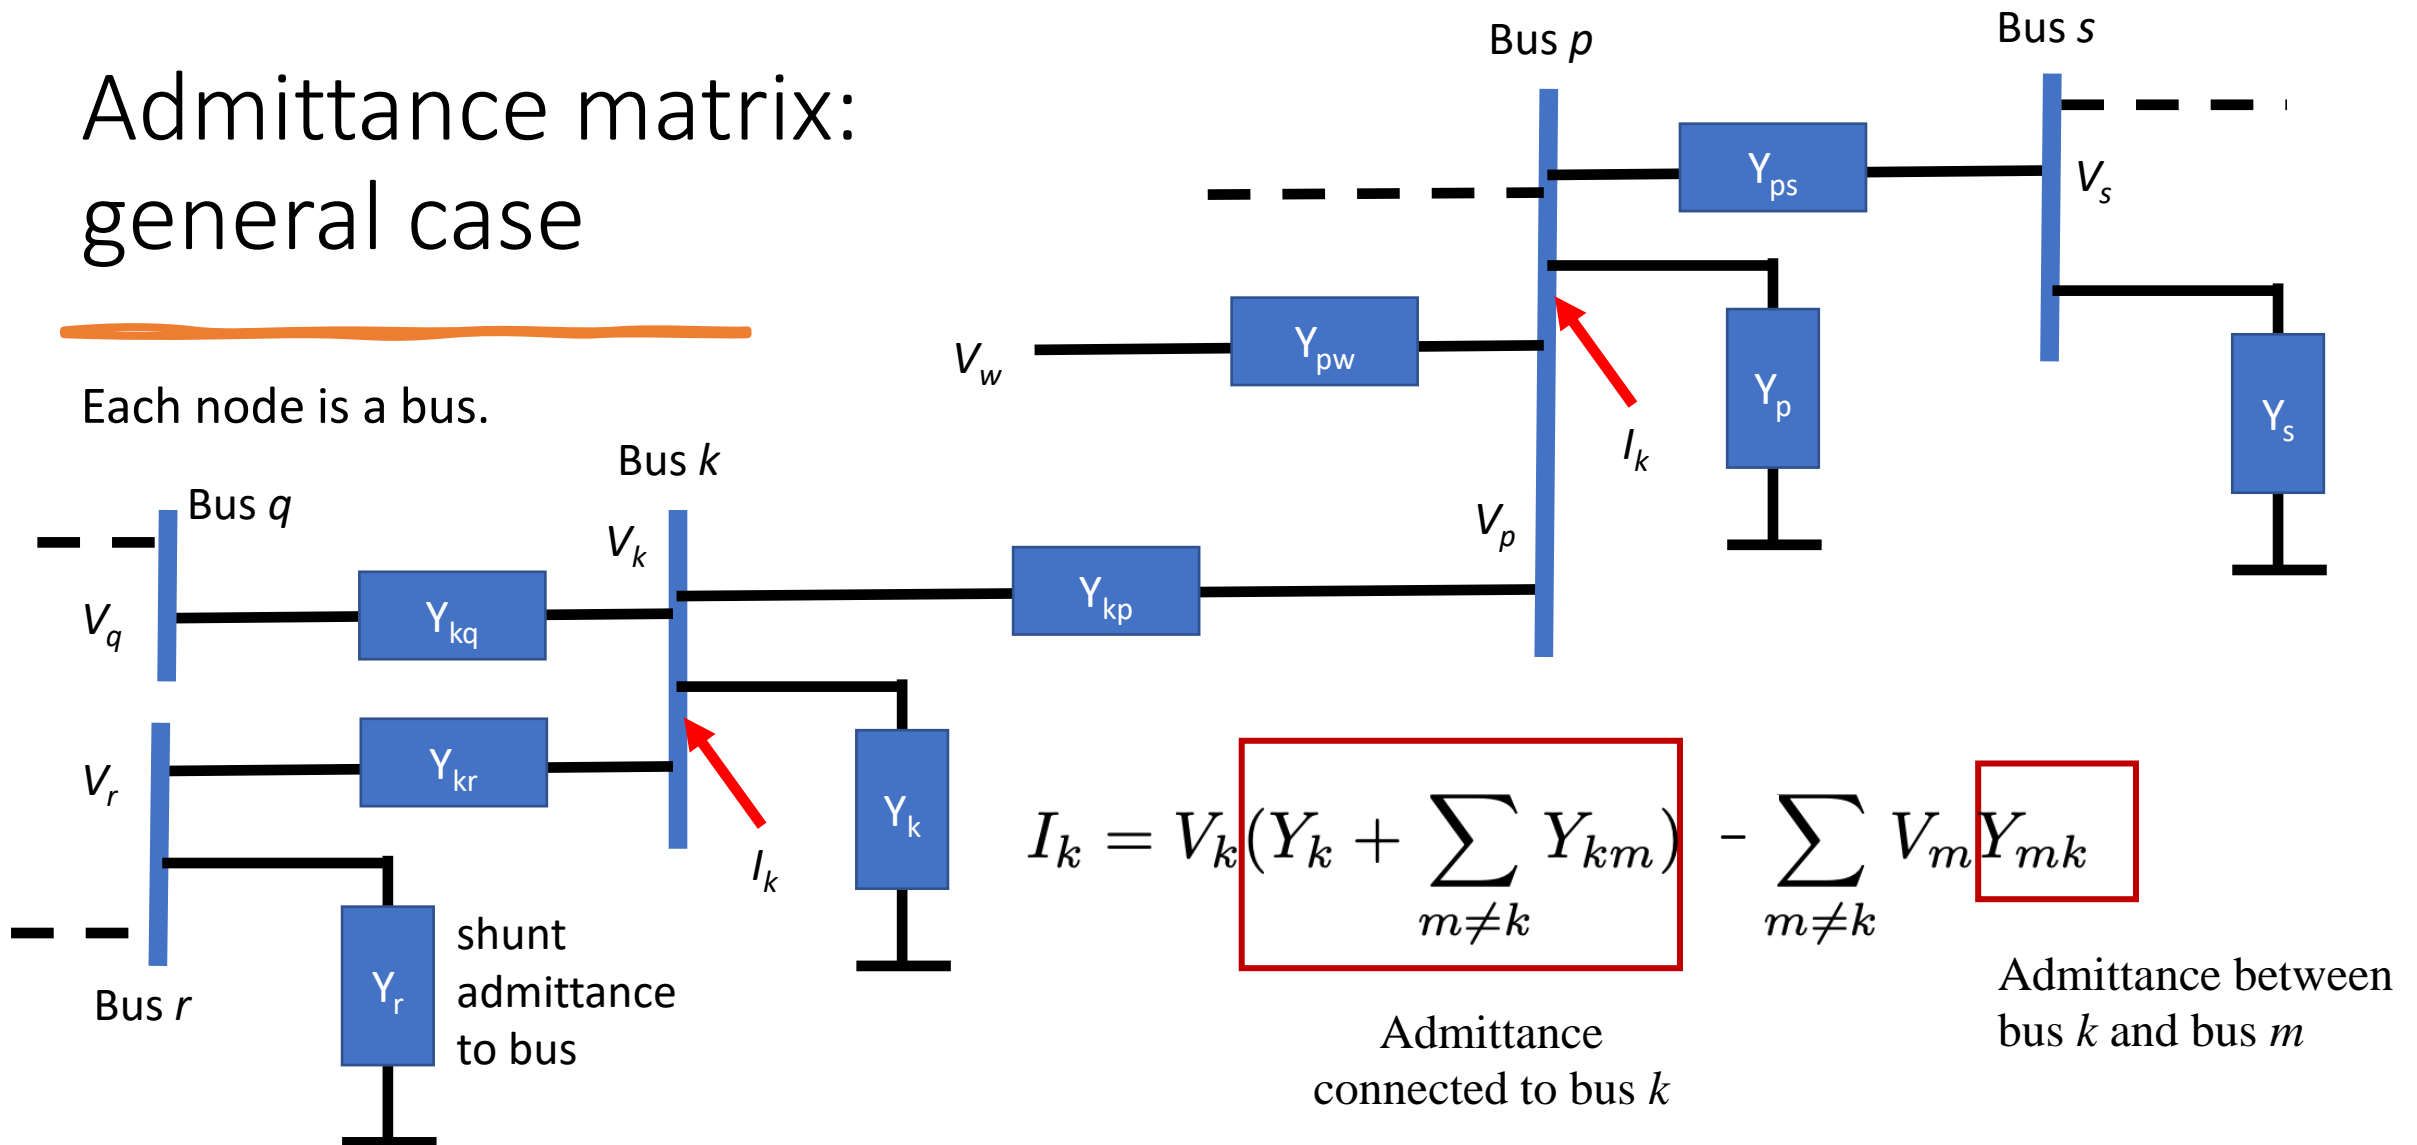 Admittance matrix:
general case
Each node is a bus.
Bus p
Bus s
Y_ps
V_s
V_w
Y_pw
Y_p
I_k
Y_s
V_p
Bus k
Bus q
V_k
V_q
Y_kq
Y_kp
V_r
Y_kr
Y_k
I_k
Y_r
shunt
admittance
to bus
Bus r
I_k = V_k(Y_k + ∑_{m≠k} Y_km) - ∑_{m≠k} V_m Y_mk
Admittance
connected to bus k
Admittance between
bus k and bus m